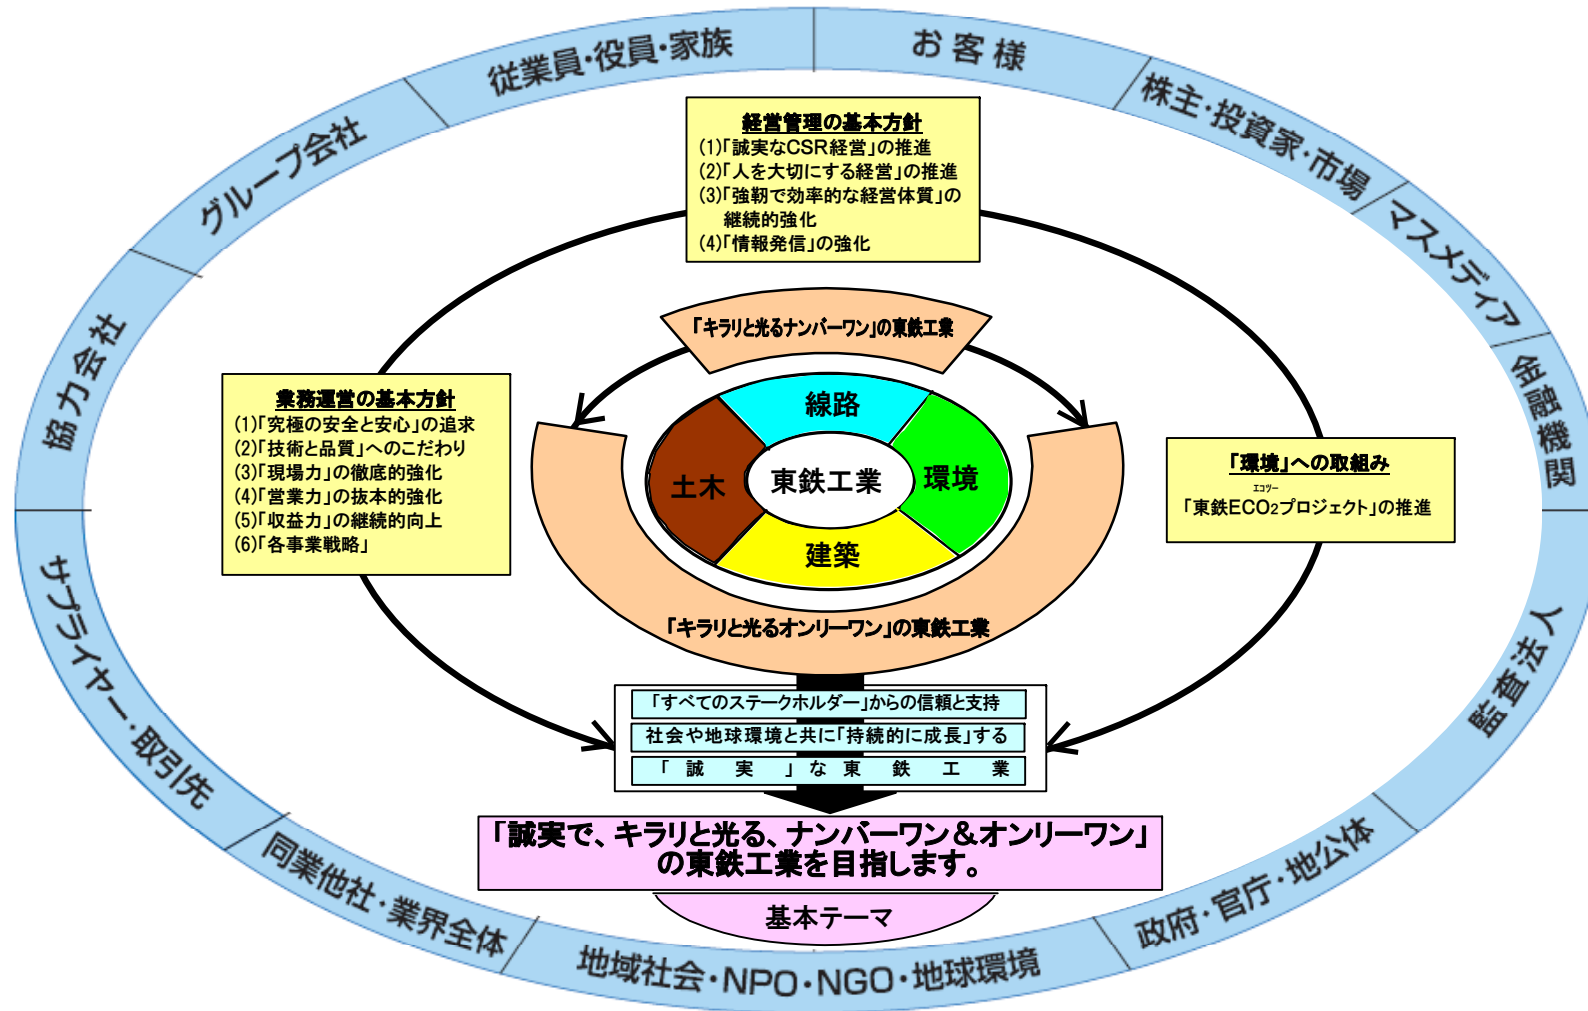 従業員・役員・家族
お客様
株主・投資家・市場
マスメディア
金融機関
監査法人
政府・官庁・地公体
地域社会・NPO・NGO・地球環境
同業他社・業界全体
サプライヤー・取引先
協力会社
グループ会社
経営管理の基本方針
(1)「誠実なCSR経営」の推進
(2)「人を大切にする経営」の推進
(3)「強靭で効率的な経営体質」の
継続的強化
(4)「情報発信」の強化
業務運営の基本方針
(1)「究極の安全と安心」の追求
(2)「技術と品質」へのこだわり
(3)「現場力」の徹底的強化
(4)「営業力」の抜本的強化
(5)「収益力」の継続的向上
(6)「各事業戦略」
「環境」への取組み
エコツー
「東鉄ECO₂プロジェクト」の推進
「キラリと光るナンバーワン」の東鉄工業
線路
土木
東鉄工業
環境
建築
「キラリと光るオンリーワン」の東鉄工業
「すべてのステークホルダー」からの信頼と支持
社会や地球環境と共に「持続的に成長」する
「誠実」な東鉄工業
「誠実で、キラリと光る、ナンバーワン＆オンリーワン」
の東鉄工業を目指します。
基本テーマ